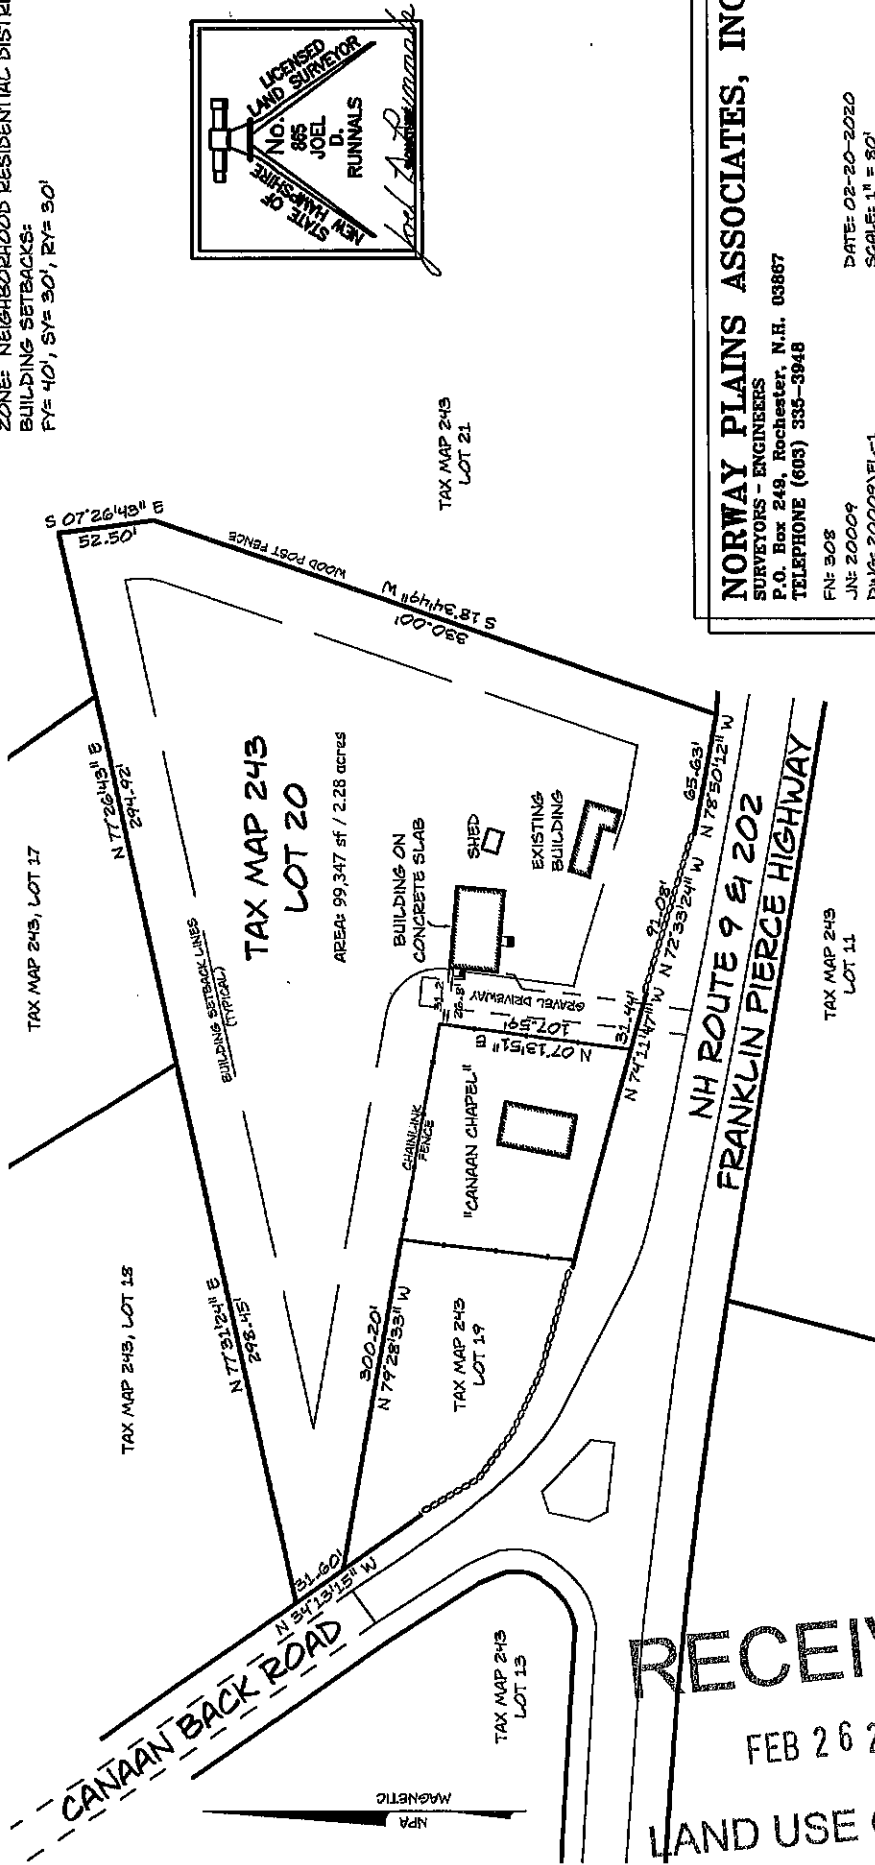 ZONE: NEIGHBORHOOD RESIDENTIAL
BUILDING SETBACKS:
FY= 40', SY= 30', RY= 30'
STATE OF
NEW HAMPSHIRE
LICENSED
LAND SURVEYOR
No.
865
JOEL
D.
RUNNALS
TAX MAP 243
LOT 21
NORWAY PLAINS ASSOCIATES, INC
SURVEYORS - ENGINEERS
P.O. Box 249, Rochester, N.H. 03867
TELEPHONE (603) 335-3948
FN: 308
DATE: 02-20-2020
JN: 20009
SCALE: 1" = 80'
TAX MAP 243, LOT 17
S 07°26'43" E
52.50'
WOOD POST FENCE
S 18°34'49" W
330.00'
N 77°26'43" E
294.92'
BUILDING SETBACK LINES
(TYPICAL)
TAX MAP 243
LOT 20
AREA: 99,347 sf / 2.28 acres
BUILDING ON
CONCRETE SLAB
SHED
EXISTING
BUILDING
31.2'
26.8'
GRAVEL DRIVEWAY
107.59'
N 07°13'51" E
31.44'
N 74°11'47" W
91.08'
N 72°33'24" W
65.63'
N 78°50'12" W
NH ROUTE 9 & 202
FRANKLIN PIERCE HIGHWAY
TAX MAP 243
LOT 11
"CANAAN CHAPEL"
CHAINLINK
FENCE
TAX MAP 243, LOT 18
N 77°31'24" E
298.45'
300.20'
N 79°28'33" W
TAX MAP 243
LOT 19
31.60'
N 34°13'15" W
CANAAN BACK ROAD
TAX MAP 243
LOT 13
NPA
MAGNETIC
FEB 26
LAND USE